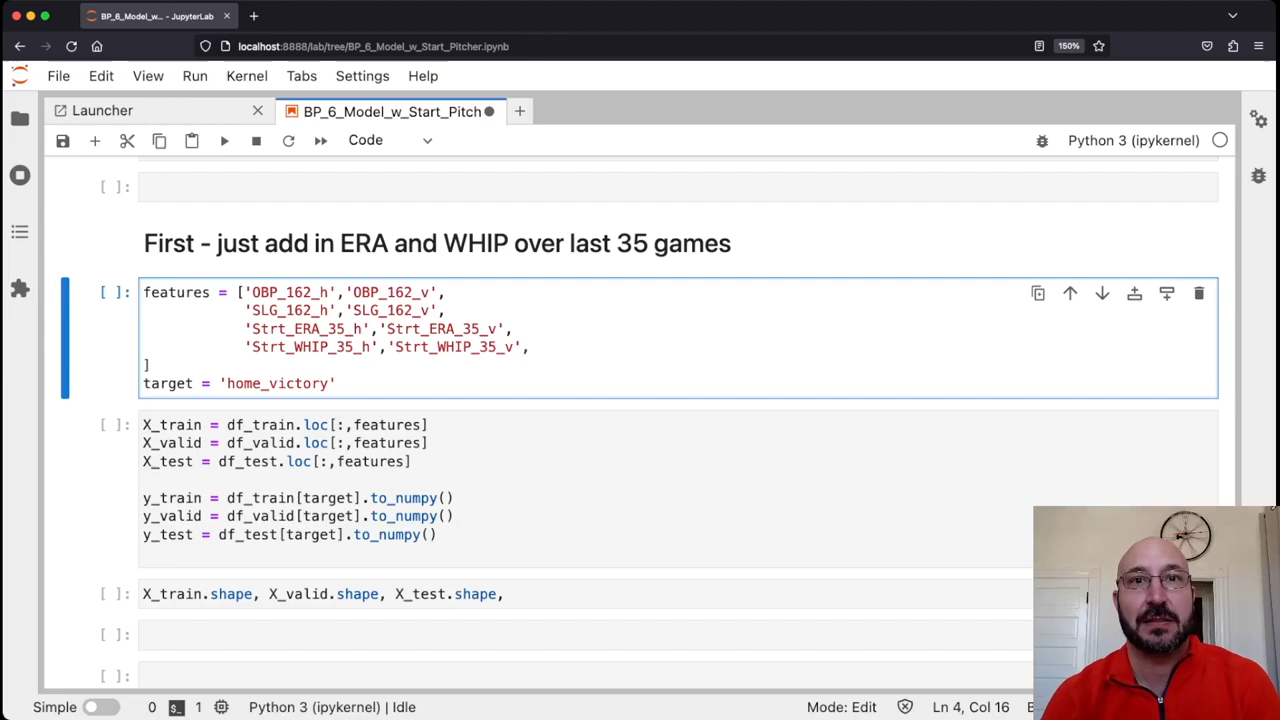 BP_6_Model_w... - JupyterLab
localhost:8888/lab/tree/BP_6_Model_w_Start_Pitcher.ipynb
150%
File Edit View Run Kernel Tabs Settings Help
Launcher
BP_6_Model_w_Start_Pitch
Code
Python 3 (ipykernel)
[ ]:
First - just add in ERA and WHIP over last 35 games
[ ]: features = ['OBP_162_h','OBP_162_v',
'SLG_162_h','SLG_162_v',
'Strt_ERA_35_h','Strt_ERA_35_v',
'Strt_WHIP_35_h','Strt_WHIP_35_v',
]
target = 'home_victory'
[ ]: X_train = df_train.loc[:,features]
X_valid = df_valid.loc[:,features]
X_test = df_test.loc[:,features]
y_train = df_train[target].to_numpy()
y_valid = df_valid[target].to_numpy()
y_test = df_test[target].to_numpy()
[ ]: X_train.shape, X_valid.shape, X_test.shape,
[ ]:
[ ]:
Simple 0 $_ 1 Python 3 (ipykernel) | Idle
Mode: Edit Ln 4, Col 16